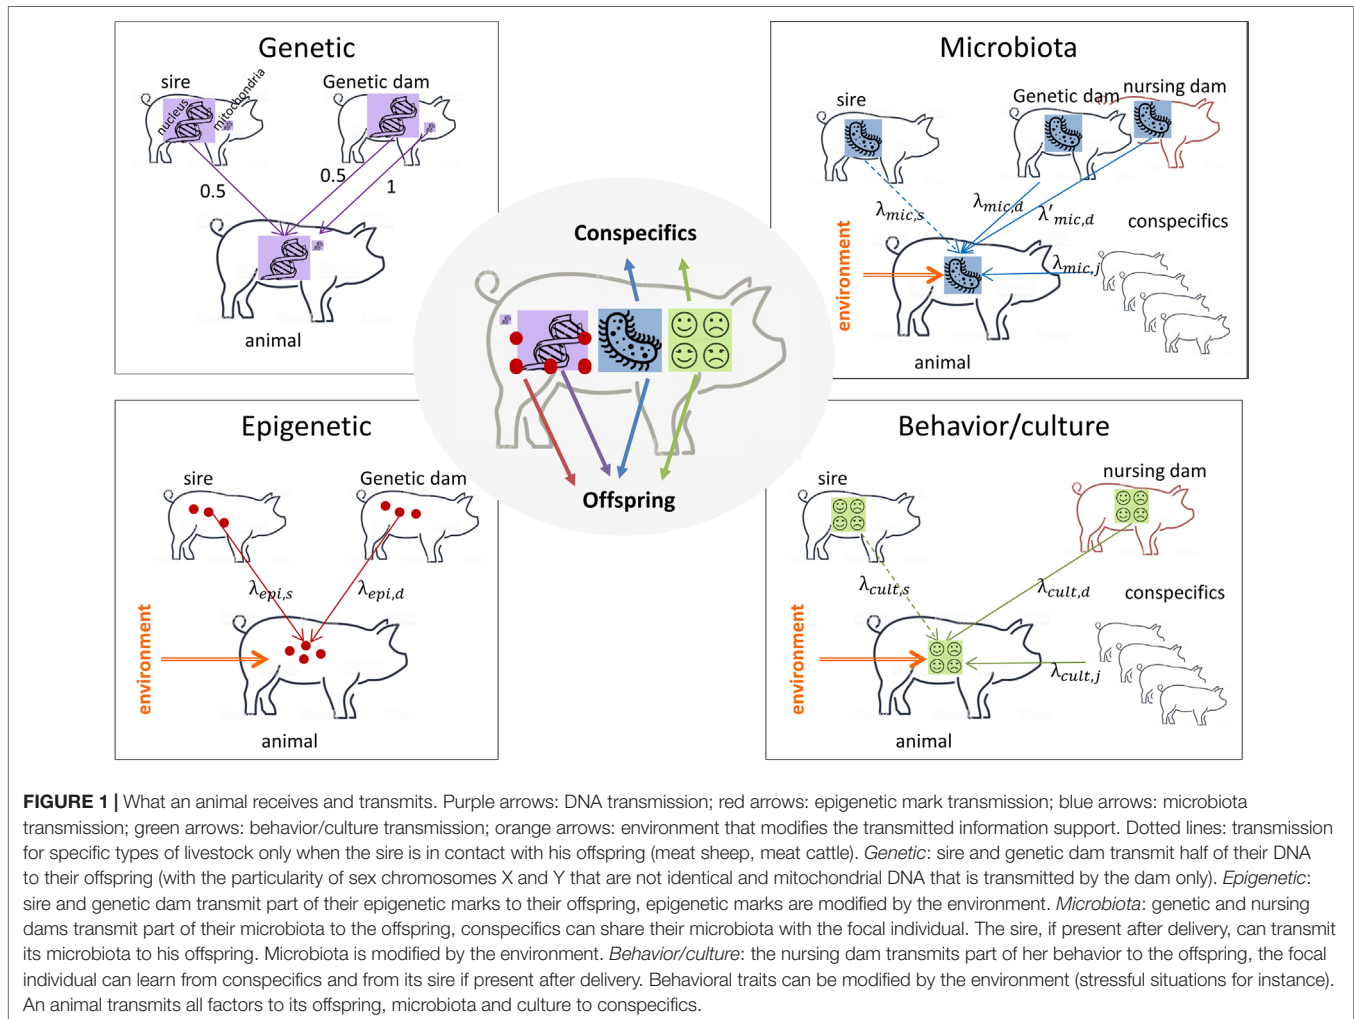 Genetic
sire
Genetic dam
nucleus
mitochondria
0.5
0.5
1
animal
Microbiota
sire
Genetic dam
nursing dam
λmic,s
λmic,d
λ′mic,d
conspecifics
λmic,j
environment
animal
Conspecifics
Offspring
Epigenetic
sire
Genetic dam
λepi,s
λepi,d
environment
animal
Behavior/culture
sire
nursing dam
λcult,s
λcult,d
conspecifics
λcult,j
environment
animal
FIGURE 1 | What an animal receives and transmits. Purple arrows: DNA transmission; red arrows: epigenetic mark transmission; blue arrows: microbiota
transmission; green arrows: behavior/culture transmission; orange arrows: environment that modifies the transmitted information support. Dotted lines: transmission
for specific types of livestock only when the sire is in contact with his offspring (meat sheep, meat cattle). Genetic: sire and genetic dam transmit half of their DNA
to their offspring (with the particularity of sex chromosomes X and Y that are not identical and mitochondrial DNA that is transmitted by the dam only). Epigenetic:
sire and genetic dam transmit part of their epigenetic marks to their offspring, epigenetic marks are modified by the environment. Microbiota: genetic and nursing
dams transmit part of their microbiota to the offspring, conspecifics can share their microbiota with the focal individual. The sire, if present after delivery, can transmit
its microbiota to his offspring. Microbiota is modified by the environment. Behavior/culture: the nursing dam transmits part of her behavior to the offspring, the focal
individual can learn from conspecifics and from its sire if present after delivery. Behavioral traits can be modified by the environment (stressful situations for instance).
An animal transmits all factors to its offspring, microbiota and culture to conspecifics.